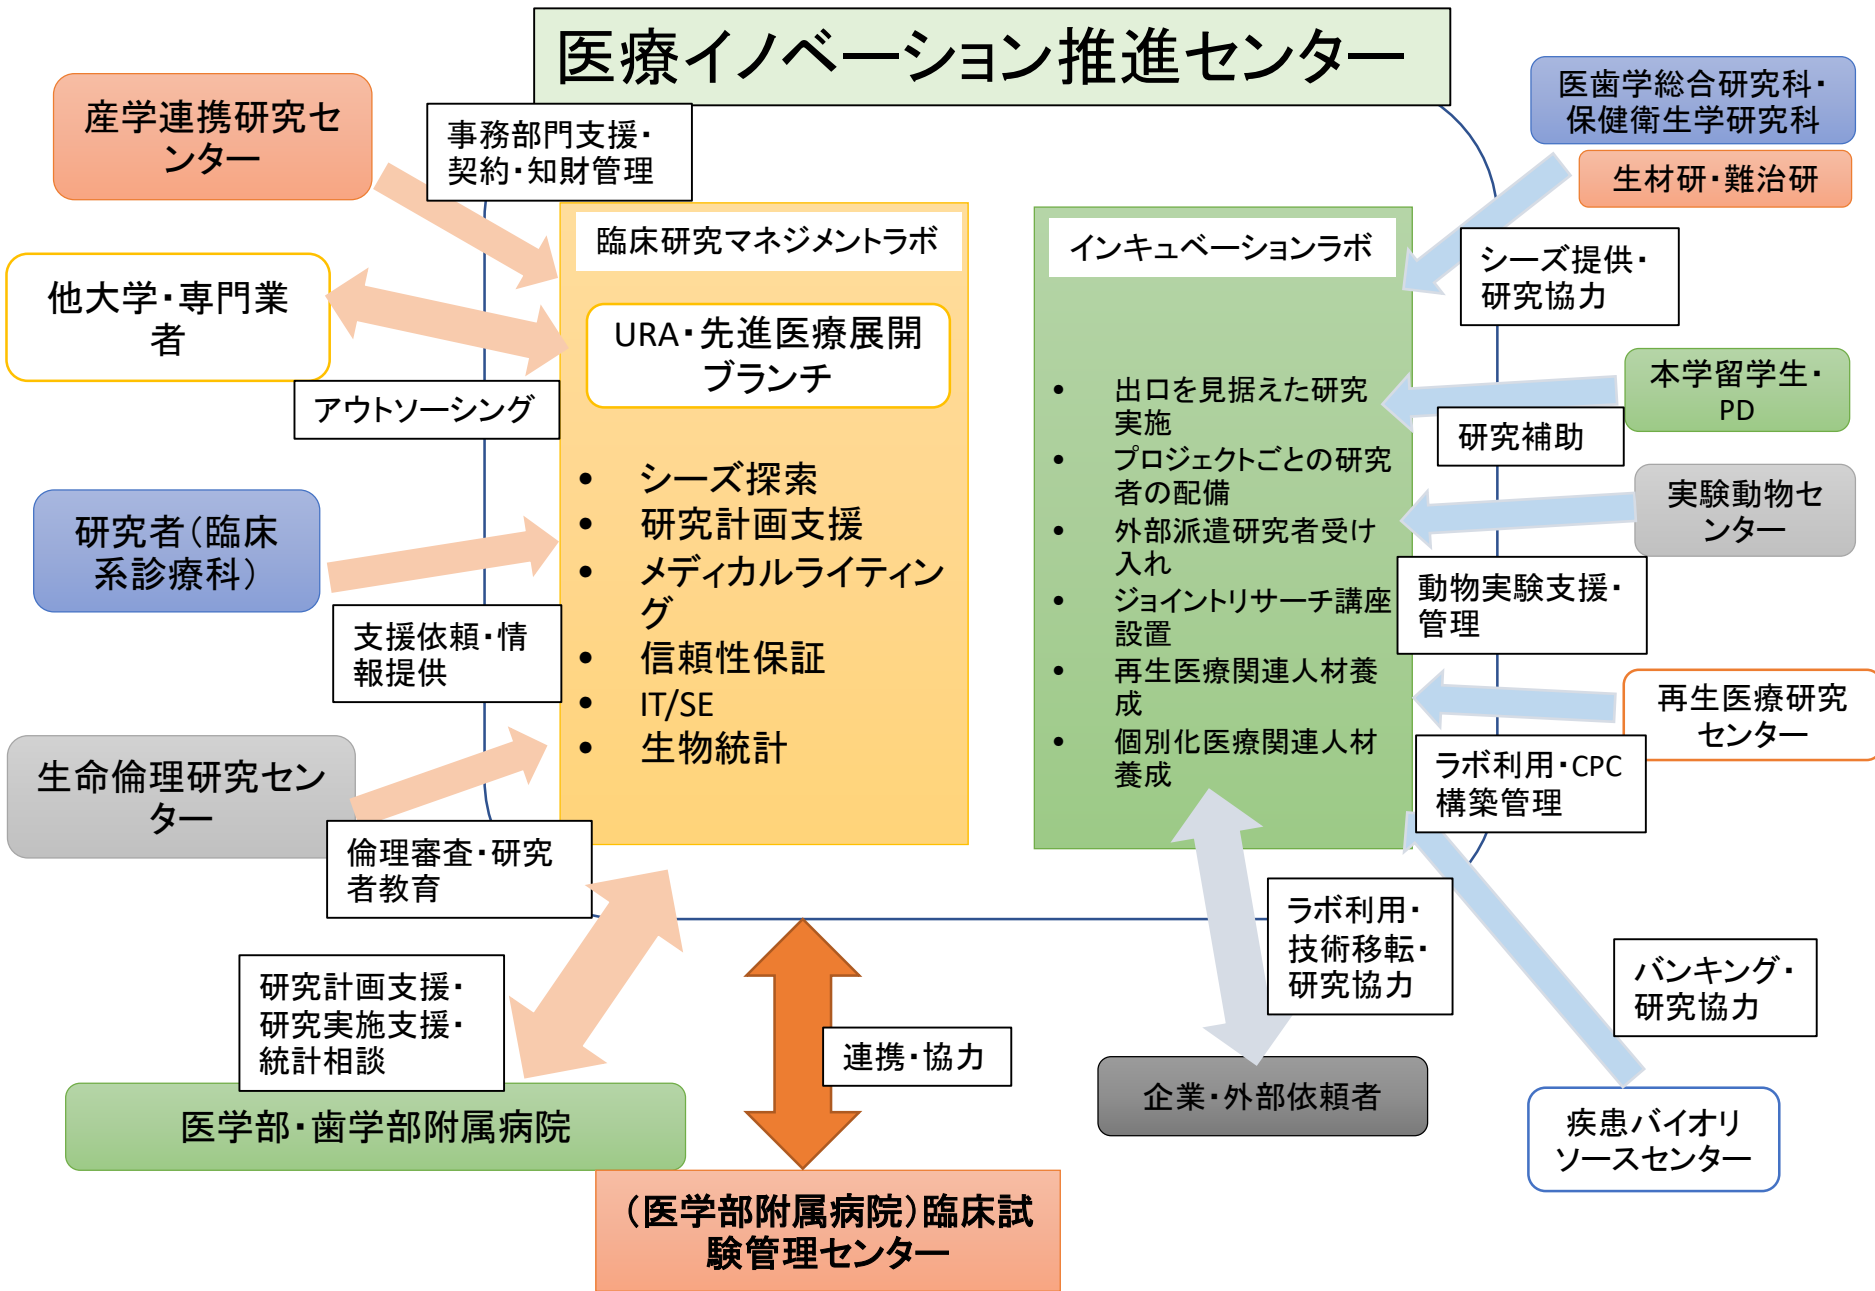 医療イノベーション推進センター
産学連携研究セ
ンター
事務部門支援・
契約・知財管理
他大学・専門業
者
アウトソーシング
研究者（臨床
系診療科）
支援依頼・情
報提供
生命倫理研究セン
ター
倫理審査・研究
者教育
研究計画支援・
研究実施支援・
統計相談
医学部・歯学部附属病院
臨床研究マネジメントラボ
URA・先進医療展開
ブランチ
• シーズ探索
• 研究計画支援
• メディカルライティン
グ
• 信頼性保証
• IT/SE
• 生物統計
連携・協力
（医学部附属病院）臨床試
験管理センター
インキュベーションラボ
• 出口を見据えた研究
実施
• プロジェクトごとの研究
者の配備
• 外部派遣研究者受け
入れ
• ジョイントリサーチ講座
設置
• 再生医療関連人材養
成
• 個別化医療関連人材
養成
ラボ利用・
技術移転・
研究協力
企業・外部依頼者
医歯学総合研究科・
保健衛生学研究科
生材研・難治研
シーズ提供・
研究協力
本学留学生・
PD
研究補助
実験動物セ
ンター
動物実験支援・
管理
再生医療研究
センター
ラボ利用・CPC
構築管理
バンキング・
研究協力
疾患バイオリ
ソースセンター